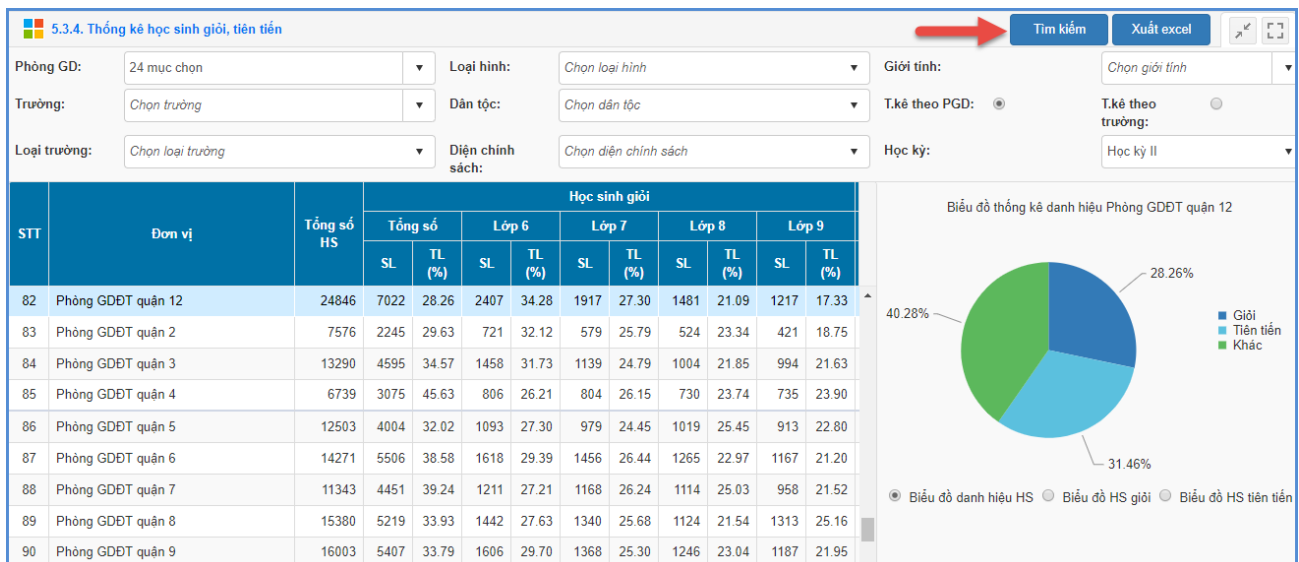 5.3.4. Thống kê học sinh giỏi, tiên tiến
Tìm kiếm
Xuất excel
Phòng GD:
24 mục chọn
Loại hình:
Chọn loại hình
Giới tính:
Chọn giới tính
Trường:
Chọn trường
Dân tộc:
Chọn dân tộc
T.kê theo PGD:
T.kê theo
trường:
Loại trường:
Chọn loại trường
Diện chính
sách:
Chọn diện chính sách
Học kỳ:
Học kỳ II
STT
Đơn vị
Tổng số
HS
Học sinh giỏi
Tổng số
Lớp 6
Lớp 7
Lớp 8
Lớp 9
SL TL (%) SL TL (%) SL TL (%) SL TL (%) SL TL (%)
82 Phòng GDĐT quận 12 24846 7022 28.26 2407 34.28 1917 27.30 1481 21.09 1217 17.33
83 Phòng GDĐT quận 2 7576 2245 29.63 721 32.12 579 25.79 524 23.34 421 18.75
84 Phòng GDĐT quận 3 13290 4595 34.57 1458 31.73 1139 24.79 1004 21.85 994 21.63
85 Phòng GDĐT quận 4 6739 3075 45.63 806 26.21 804 26.15 730 23.74 735 23.90
86 Phòng GDĐT quận 5 12503 4004 32.02 1093 27.30 979 24.45 1019 25.45 913 22.80
87 Phòng GDĐT quận 6 14271 5506 38.58 1618 29.39 1456 26.44 1265 22.97 1167 21.20
88 Phòng GDĐT quận 7 11343 4451 39.24 1211 27.21 1168 26.24 1114 25.03 958 21.52
89 Phòng GDĐT quận 8 15380 5219 33.93 1442 27.63 1340 25.68 1124 21.54 1313 25.16
90 Phòng GDĐT quận 9 16003 5407 33.79 1606 29.70 1368 25.30 1246 23.04 1187 21.95
Biểu đồ thống kê danh hiệu Phòng GDĐT quận 12
28.26%
40.28%
31.46%
Giỏi
Tiên tiến
Khác
Biểu đồ danh hiệu HS Biểu đồ HS giỏi Biểu đồ HS tiên tiến